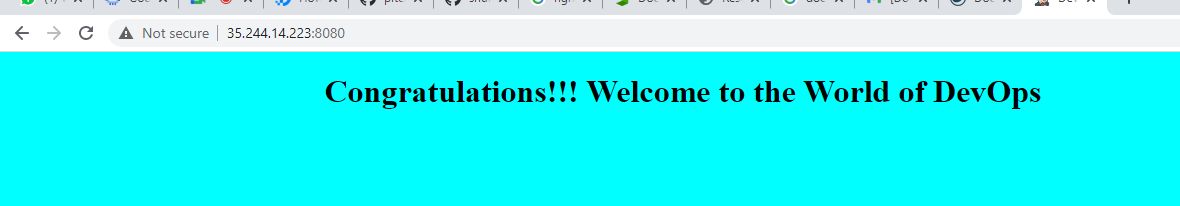 Not secure
35.244.14.223:8080
Congratulations!!! Welcome to the World of DevOps